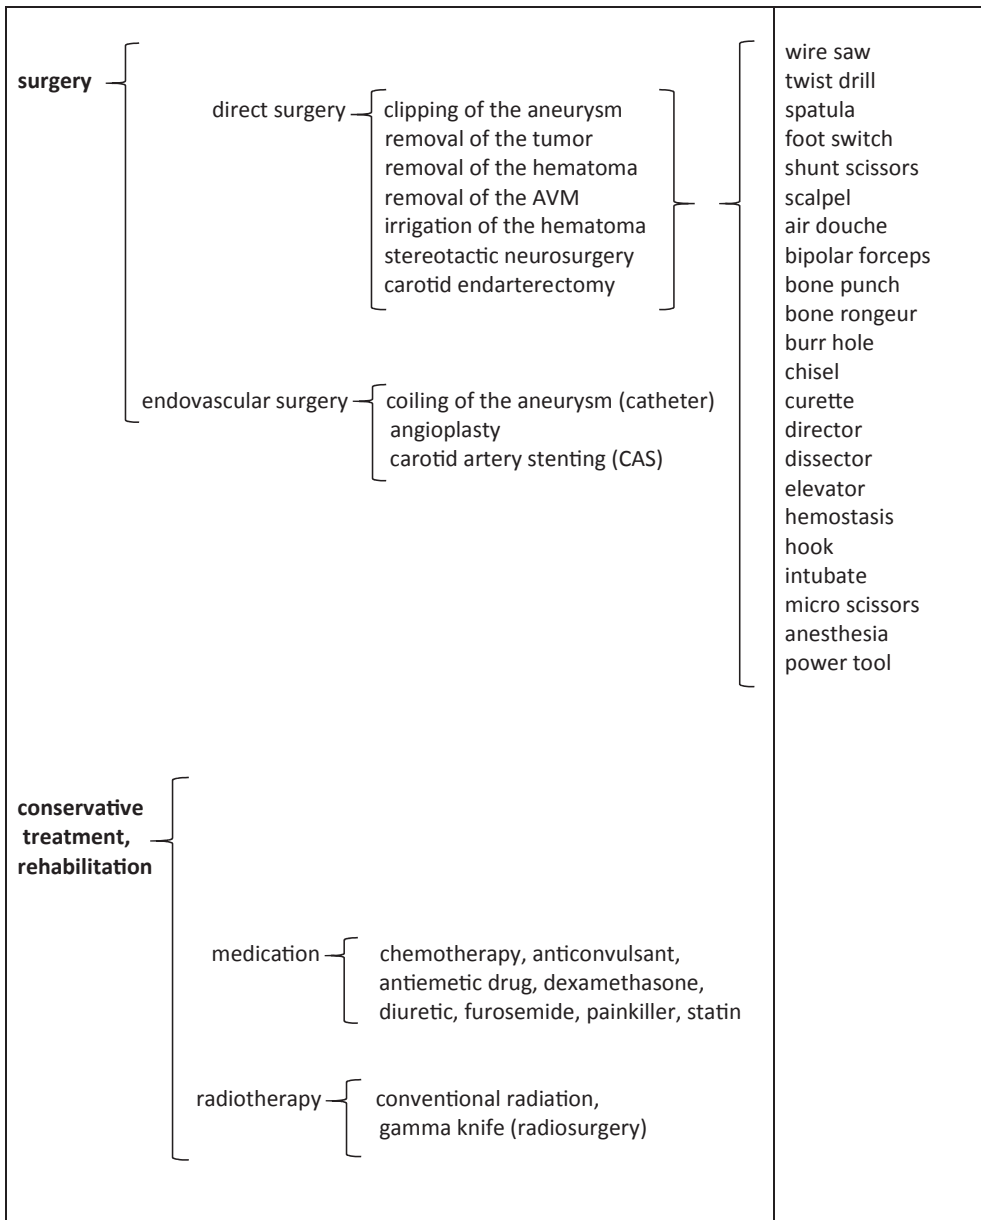 surgery
direct surgery
clipping of the aneurysm
removal of the tumor
removal of the hematoma
removal of the AVM
irrigation of the hematoma
stereotactic neurosurgery
carotid endarterectomy
endovascular surgery
coiling of the aneurysm (catheter)
angioplasty
carotid artery stenting (CAS)
wire saw
twist drill
spatula
foot switch
shunt scissors
scalpel
air douche
bipolar forceps
bone punch
bone rongeur
burr hole
chisel
curette
director
dissector
elevator
hemostasis
hook
intubate
micro scissors
anesthesia
power tool
conservative
treatment,
rehabilitation
medication
chemotherapy, anticonvulsant,
antiemetic drug, dexamethasone,
diuretic, furosemide, painkiller, statin
radiotherapy
conventional radiation,
gamma knife (radiosurgery)